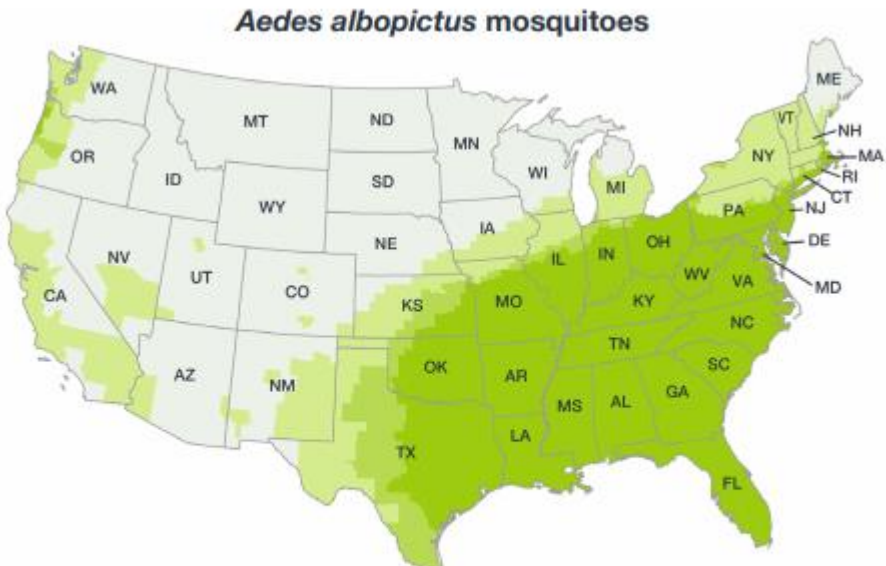 Aedes albopictus mosquitoes
WA
MT
ND
MN
ME
VT
NH
OR
ID
SD
WI
MI
NY
MA
RI
CT
WY
IA
PA
NJ
NV
UT
NE
IL
IN
OH
DE
CA
CO
KS
MO
WV
VA
MD
KY
AZ
NM
OK
AR
TN
NC
SC
MS
AL
GA
TX
LA
FL